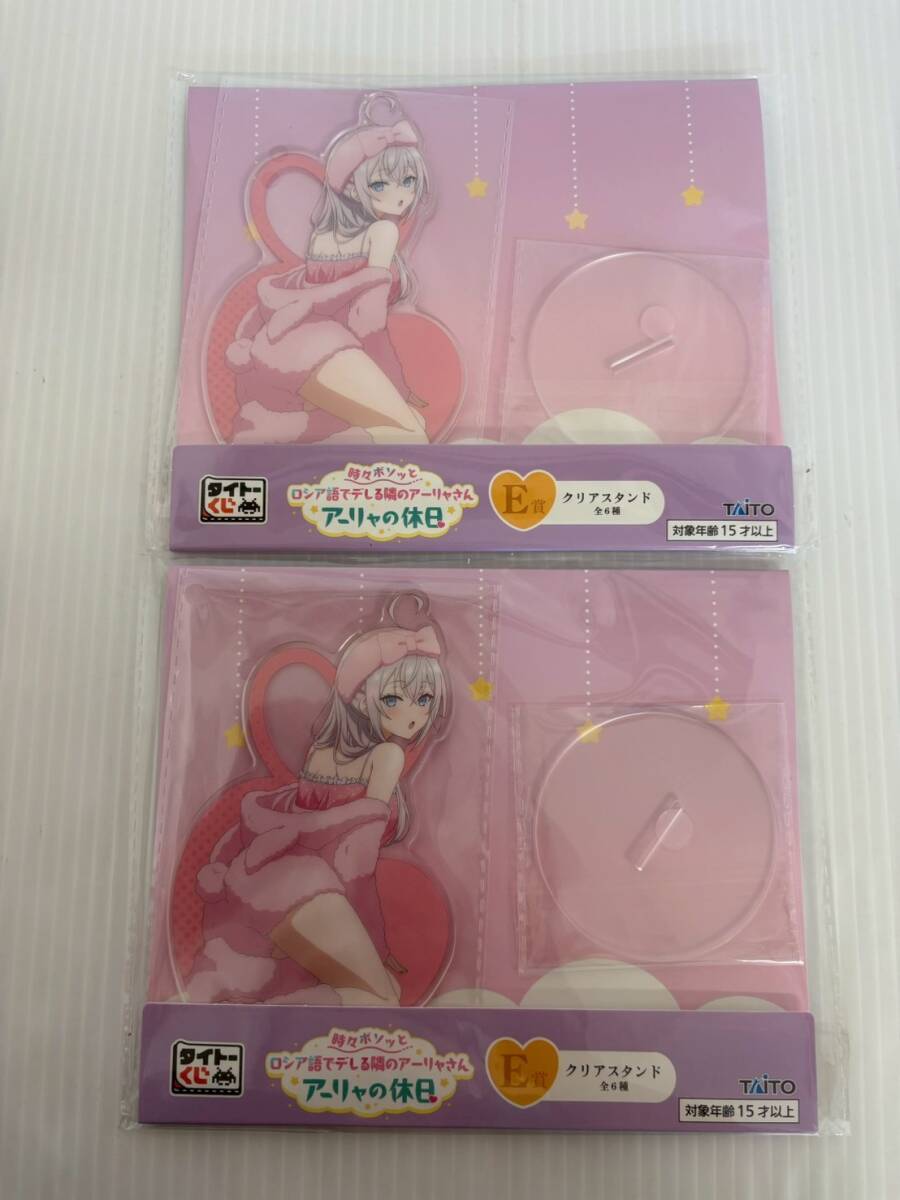 タイトー
くじ
時々ボソッと
ロシア語でデレる隣のアーリャさん
アーリャの休日
E賞
クリアスタンド
全6種
TAITO
対象年齢15才以上
タイトー
くじ
時々ボソッと
ロシア語でデレる隣のアーリャさん
アーリャの休日
E賞
クリアスタンド
全6種
TAITO
対象年齢15才以上